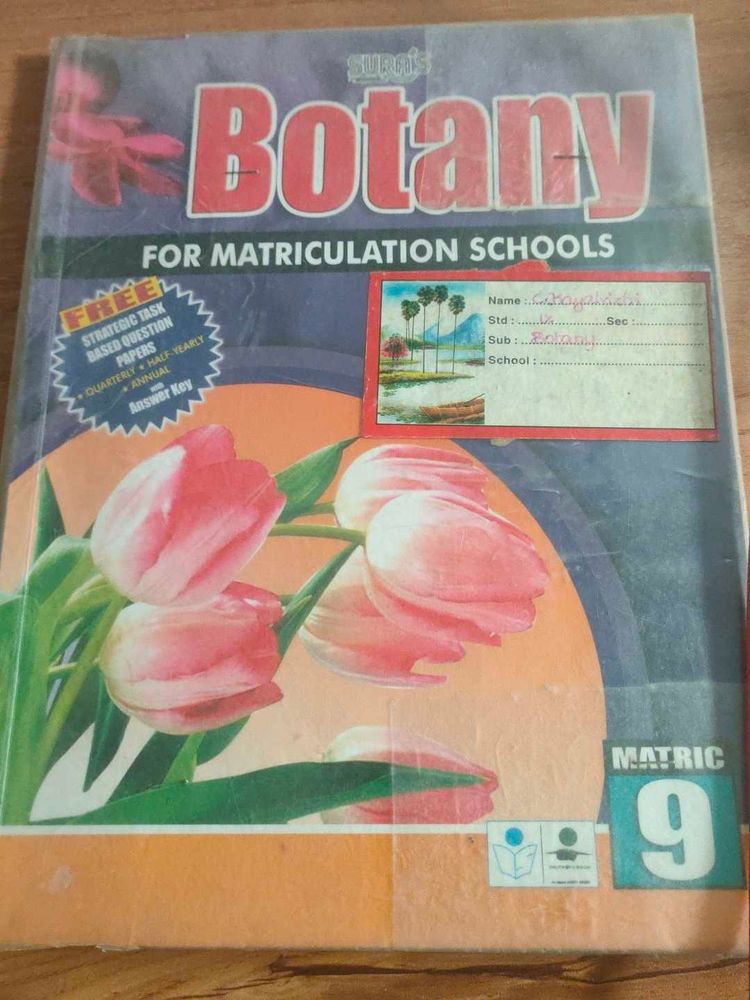 SURA'S
Botany
FOR MATRICULATION SCHOOLS
FREE
STRATEGIC TASK
BASED QUESTION
PAPERS
• QUARTERLY • HALF-YEARLY
• ANNUAL
with
Answer Key
Name :
Std : IX Sec :
Sub : Botany
School :
MATRIC
9